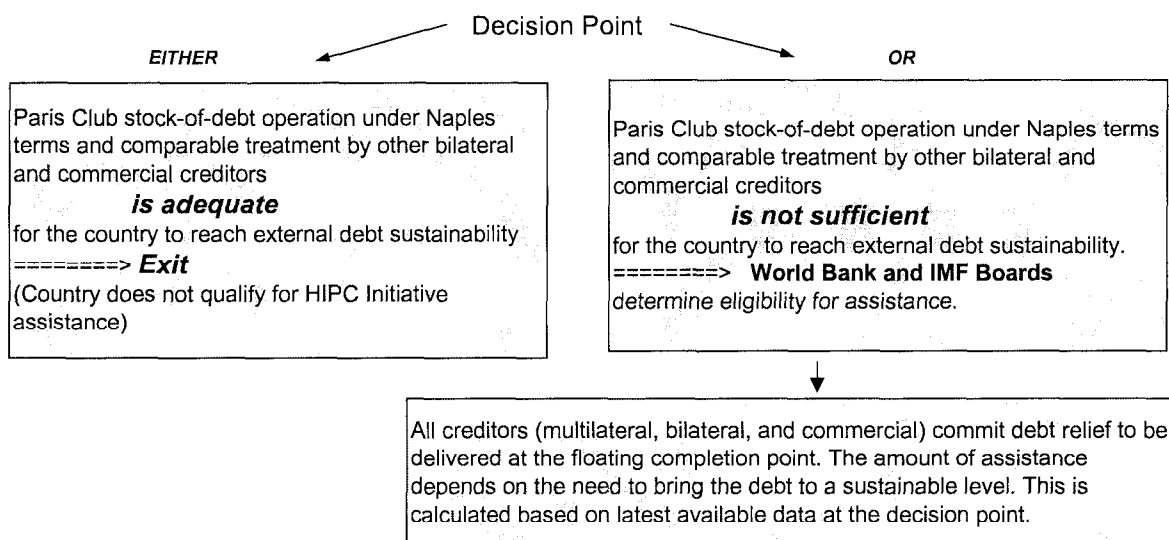 Decision Point
EITHER
OR
Paris Club stock-of-debt operation under Naples
terms and comparable treatment by other bilateral
and commercial creditors
is adequate
for the country to reach external debt sustainability
========> Exit
(Country does not qualify for HIPC Initiative
assistance)
Paris Club stock-of-debt operation under Naples terms
and comparable treatment by other bilateral and
commercial creditors
is not sufficient
for the country to reach external debt sustainability.
========> World Bank and IMF Boards
determine eligibility for assistance.
All creditors (multilateral, bilateral, and commercial) commit debt relief to be
delivered at the floating completion point. The amount of assistance
depends on the need to bring the debt to a sustainable level. This is
calculated based on latest available data at the decision point.